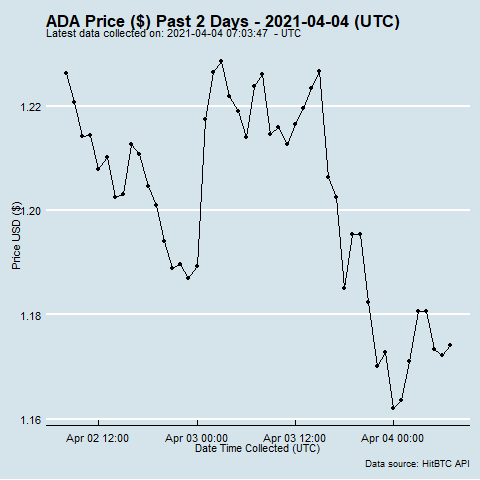 ADA Price ($) Past 2 Days - 2021-04-04 (UTC)
Latest data collected on: 2021-04-04 07:03:47 - UTC
1.22
1.20
1.18
1.16
Price USD ($)
Apr 02 12:00 Apr 03 00:00 Apr 03 12:00 Apr 04 00:00
Date Time Collected (UTC)
Data source: HitBTC API